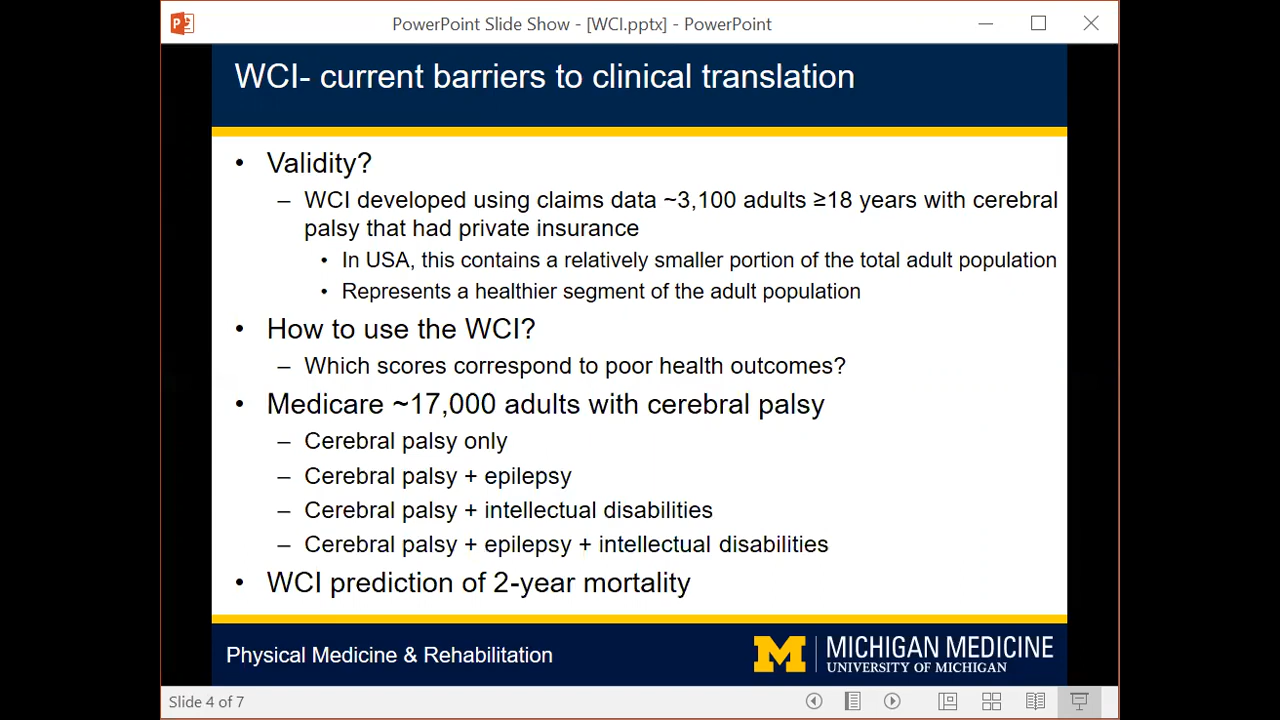 PowerPoint Slide Show - [WCI.pptx] - PowerPoint
WCI- current barriers to clinical translation
• Validity?
– WCI developed using claims data ~3,100 adults ≥18 years with cerebral
palsy that had private insurance
• In USA, this contains a relatively smaller portion of the total adult population
• Represents a healthier segment of the adult population
• How to use the WCI?
– Which scores correspond to poor health outcomes?
• Medicare ~17,000 adults with cerebral palsy
– Cerebral palsy only
– Cerebral palsy + epilepsy
– Cerebral palsy + intellectual disabilities
– Cerebral palsy + epilepsy + intellectual disabilities
• WCI prediction of 2-year mortality
Physical Medicine & Rehabilitation
M
MICHIGAN MEDICINE
UNIVERSITY OF MICHIGAN
Slide 4 of 7